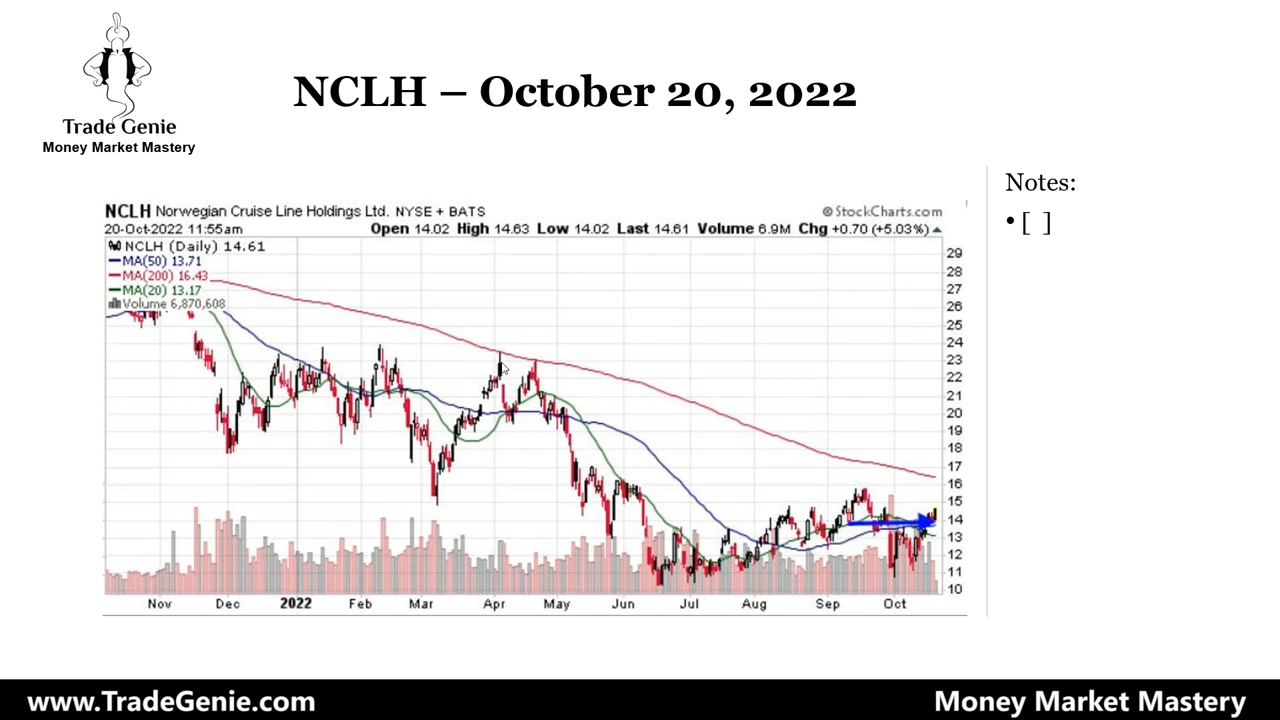 Trade Genie
Money Market Mastery
NCLH – October 20, 2022
Notes:
• [ ]
NCLH Norwegian Cruise Line Holdings Ltd. NYSE + BATS
© StockCharts.com
20-Oct-2022 11:55am Open 14.02 High 14.63 Low 14.02 Last 14.61 Volume 6.9M Chg +0.70 (+5.03%)
NCLH (Daily) 14.61
MA(50) 13.71
MA(200) 16.43
MA(20) 13.17
Volume 6,870,608
29
28
27
26
25
24
23
22
21
20
19
18
17
16
15
14
13
12
11
10
Nov Dec 2022 Feb Mar Apr May Jun Jul Aug Sep Oct
www.TradeGenie.com
Money Market Mastery